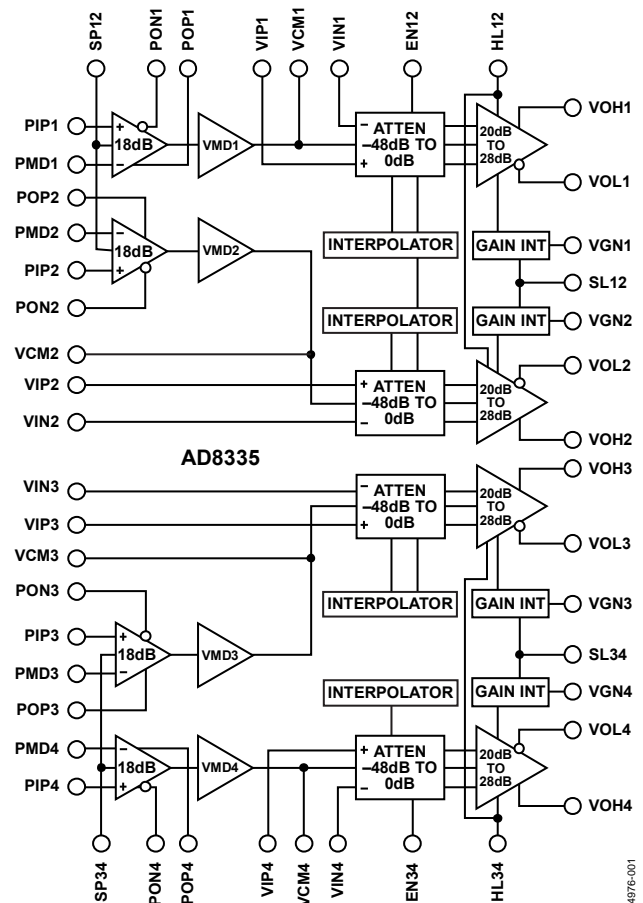 SP12
PON1
POP1
VIP1
VCM1
VIN1
EN12
HL12
PIP1
+
18dB
–
VMD1
–
ATTEN
–48dB TO
0dB
+
20dB
TO
28dB
VOH1
PMD1
VOL1
POP2
PMD2
–
18dB
+
VMD2
INTERPOLATOR
GAIN INT
VGN1
PIP2
SL12
PON2
INTERPOLATOR
GAIN INT
VGN2
VCM2
VOL2
VIP2
+
ATTEN
–48dB TO
0dB
–
20dB
TO
28dB
VIN2
VOH2
AD8335
VOH3
VIN3
–
ATTEN
–48dB TO
0dB
+
20dB
TO
28dB
VIP3
VOL3
VCM3
PON3
INTERPOLATOR
GAIN INT
VGN3
PIP3
+
18dB
–
VMD3
SL34
PMD3
INTERPOLATOR
GAIN INT
VGN4
POP3
VOL4
PMD4
–
18dB
+
VMD4
+
ATTEN
–48dB TO
0dB
–
20dB
TO
28dB
PIP4
VOH4
SP34
PON4
POP4
VIP4
VCM4
VIN4
EN34
HL34
4976-001